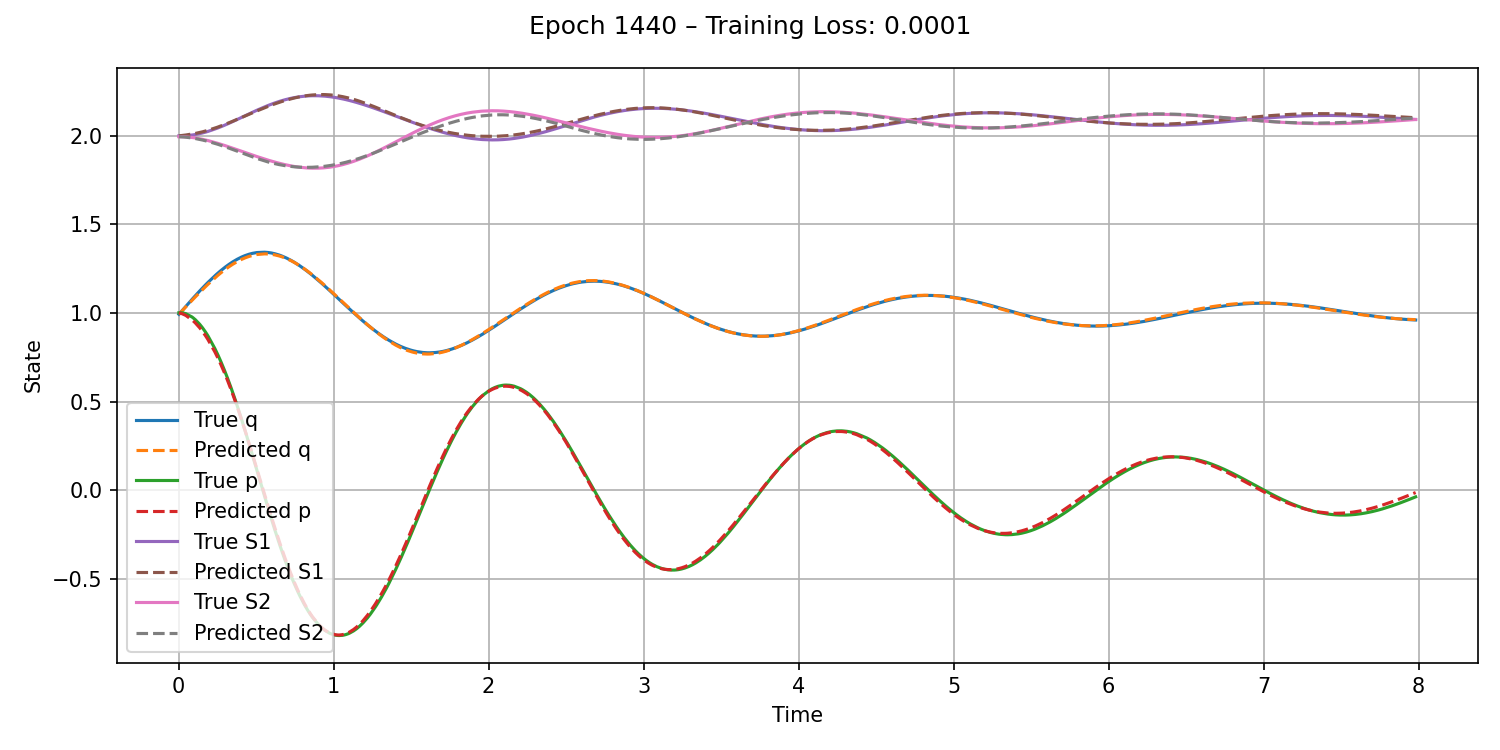 Epoch 1440 – Training Loss: 0.0001
2.0
1.5
1.0
0.5
0.0
−0.5
State
True q
Predicted q
True p
Predicted p
True S1
Predicted S1
True S2
Predicted S2
0 1 2 3 4 5 6 7 8
Time